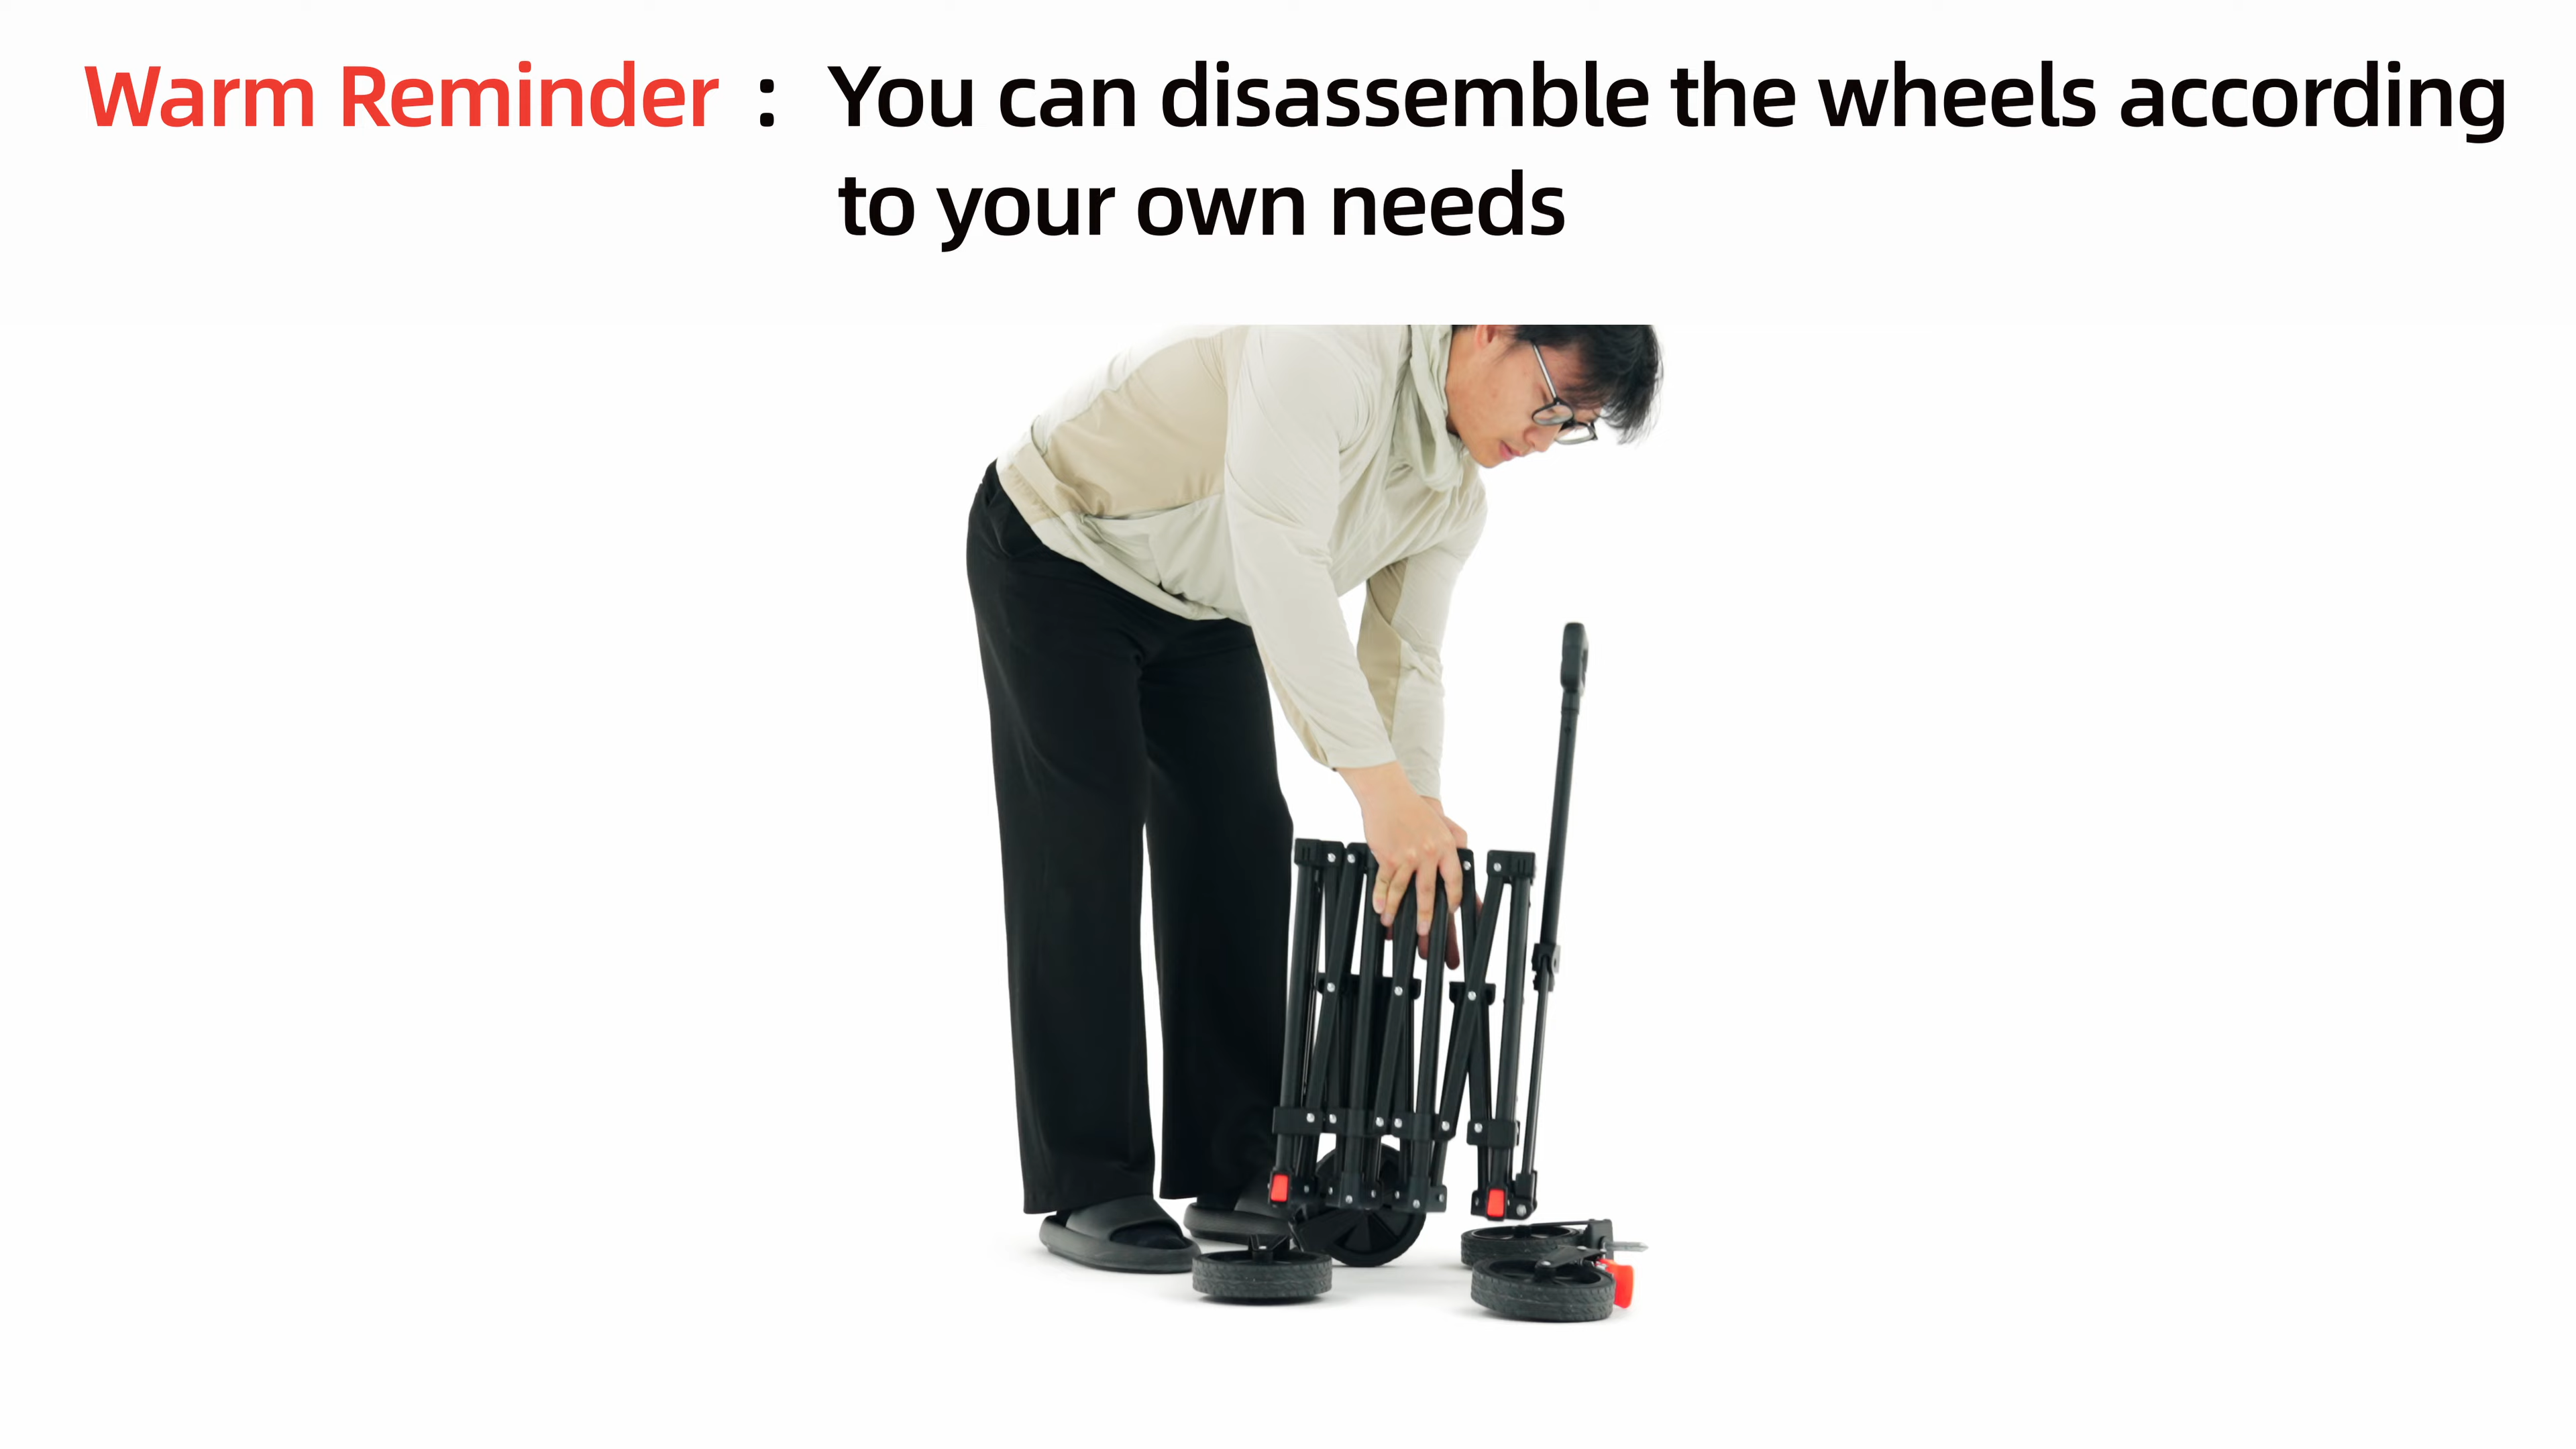 Warm Reminder : You can disassemble the wheels according
to your own needs